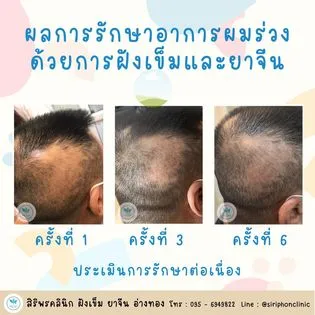 ผลการรักษาอาการผมร่วง
ด้วยการฝังเข็มและยาจีน
ครั้งที่ 1
ครั้งที่ 3
ครั้งที่ 6
ประเมินการรักษาต่อเนื่อง
สิริพรคลินิก ฝังเข็ม ยาจีน อ่างทอง โทร : 095 - 6949822 Line : @siriphonclinic